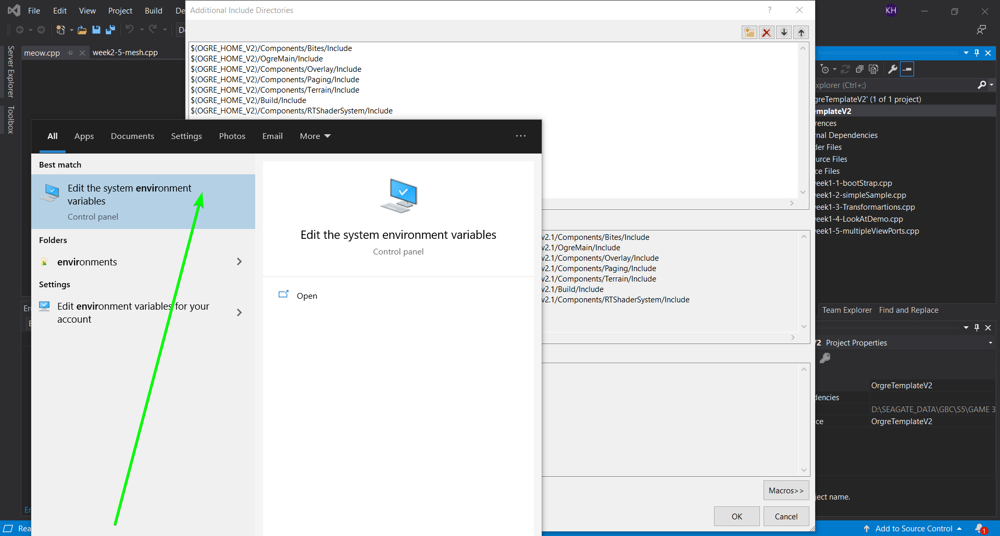 File Edit View Project Build De
Additional Include Directories
KH
D
Server Explorer
Toolbox
meow.cpp
week2-5-mesh.cpp
$(OGRE_HOME_V2)/Components/Bites/Include
$(OGRE_HOME_V2)/OgreMain/Include
$(OGRE_HOME_V2)/Components/Overlay/Include
$(OGRE_HOME_V2)/Components/Paging/Include
$(OGRE_HOME_V2)/Components/Terrain/Include
$(OGRE_HOME_V2)/Build/Include
$(OGRE_HOME_V2)/Components/RTShaderSystem/Include
All Apps Documents Settings Photos Email More
Best match
Edit the system environment
variables
Control panel
Folders
environments
Settings
Edit environment variables for your
account
Edit the system environment variables
Control panel
Open
v2.1/Components/Bites/Include
v2.1/OgreMain/Include
v2.1/Components/Overlay/Include
v2.1/Components/Paging/Include
v2.1/Components/Terrain/Include
v2.1/Build/Include
v2.1/Components/RTShaderSystem/Include
Macros>>
OK
Cancel
xplorer (Ctrl+;)
greTemplateV2' (1 of 1 project)
emplateV2
rences
nal Dependencies
der Files
urce Files
ce Files
eek1-1-bootStrap.cpp
eek1-2-simpleSample.cpp
eek1-3-Transformartions.cpp
eek1-4-LookAtDemo.cpp
eek1-5-multipleViewPorts.cpp
Team Explorer Find and Replace
V2 Project Properties
OrgreTemplateV2
dencies
D:\SEAGATE_DATA\GBC\S5\GAME 3
ce OrgreTemplateV2
ject name.
Er
E
Er
Rea
Add to Source Control
1